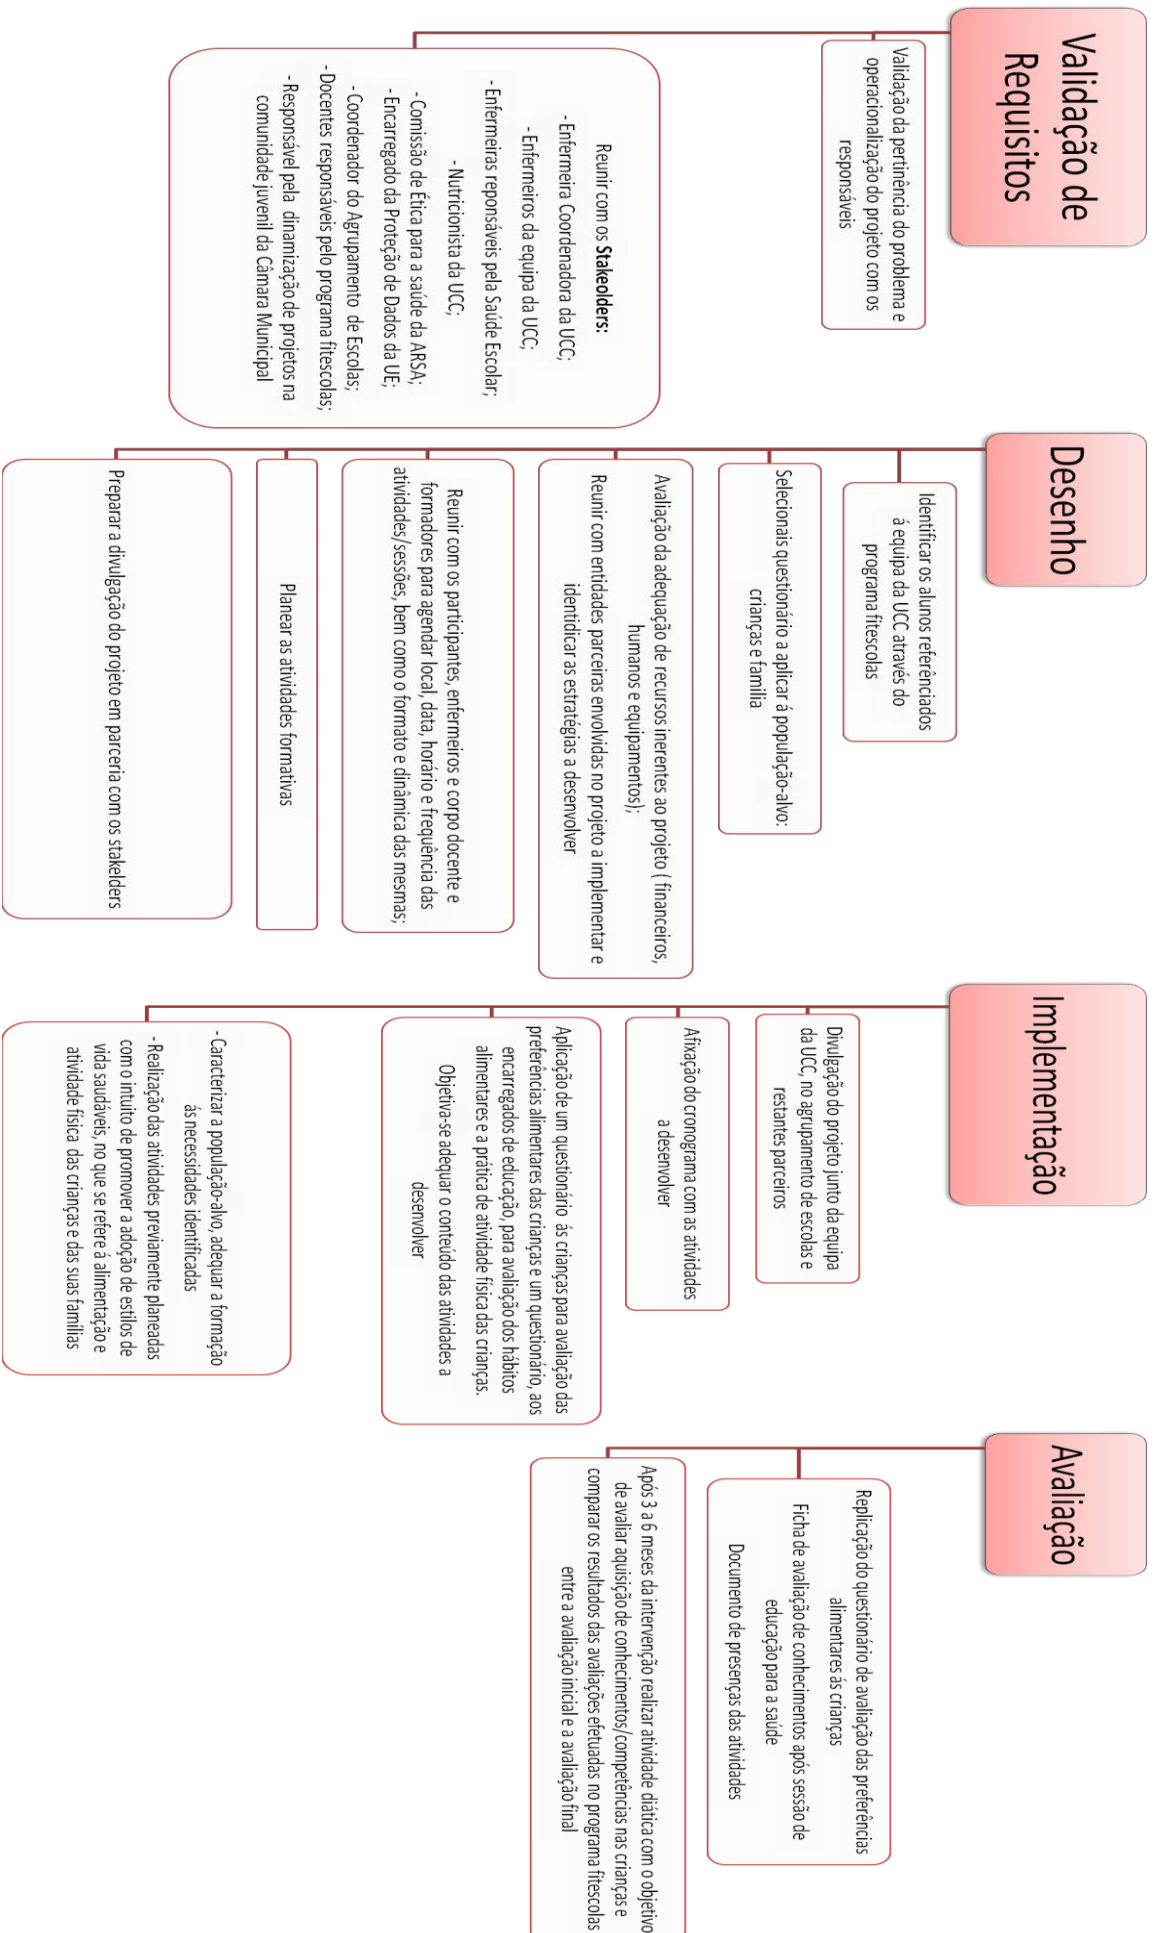 Validação de
Requisitos
Validação da pertinência do problema e
operacionalização do projeto com os
responsáveis
Reunir com os Stakeolders:
- Enfermeira Coordenadora da UCC;
- Enfermeiros da equipa da UCC;
- Enfermeiras reponsáveis pela Saúde Escolar;
- Nutricionista da UCC;
- Comissão de Ética para a saúde da ARSA;
- Encarregado da Proteção de Dados da UE;
- Coordenador do Agrupamento de Escolas;
- Docentes responsáveis pelo programa fitescolas;
- Responsável pela dinamização de projetos na
comunidade juvenil da Câmara Municipal
Desenho
Identificar os alunos referênciados
á equipa da UCC através do
programa fitescolas
Selecionais questionário a aplicar á população-alvo:
crianças e familia
Avaliação da adequação de recursos inerentes ao projeto ( financeiros,
humanos e equipamentos);
Reunir com entidades parceiras envolvidas no projeto a implementar e
identidicar as estratégias a desenvolver
Reunir com os participantes, enfermeiros e corpo docente e
formadores para agendar local, data, horário e frequência das
atividades/sessões, bem como o formato e dinâmica das mesmas;
Planear as atividades formativas
Preparar a divulgação do projeto em parceria com os stakelders
Implementação
Divulgação do projeto junto da equipa
da UCC, no agrupamento de escolas e
restantes parceiros
Afixação do cronograma com as atividades
a desenvolver
Aplicação de um questionário ás crianças para avaliação das
preferências alimentares das crianças e um questionário, aos
encarregados de educação, para avaliação dos hábitos
alimentares e a prática de atividade física das crianças.
Objetiva-se adequar o conteúdo das atividades a
desenvolver
- Caracterizar a população-alvo, adequar a formação
ás necessidades identificadas
- Realização das atividades previamente planeadas
com o intuito de promover a adoção de estilos de
vida saudáveis, no que se refere á alimentação e
atividade física das crianças e das suas famílias
Avaliação
Replicação do questionário de avaliação das preferências
alimentares ás crianças
Ficha de avaliação de conhecimentos após sessão de
educação para a saúde
Documento de presenças das atividades
Após 3 a 6 meses da intervenção realizar atividade diática com o objetivo
de avaliar aquisição de conhecimentos/competências nas crianças e
comparar os resultados das avaliações efetuadas no programa fitescolas
entre a avaliação inicial e a avaliação final